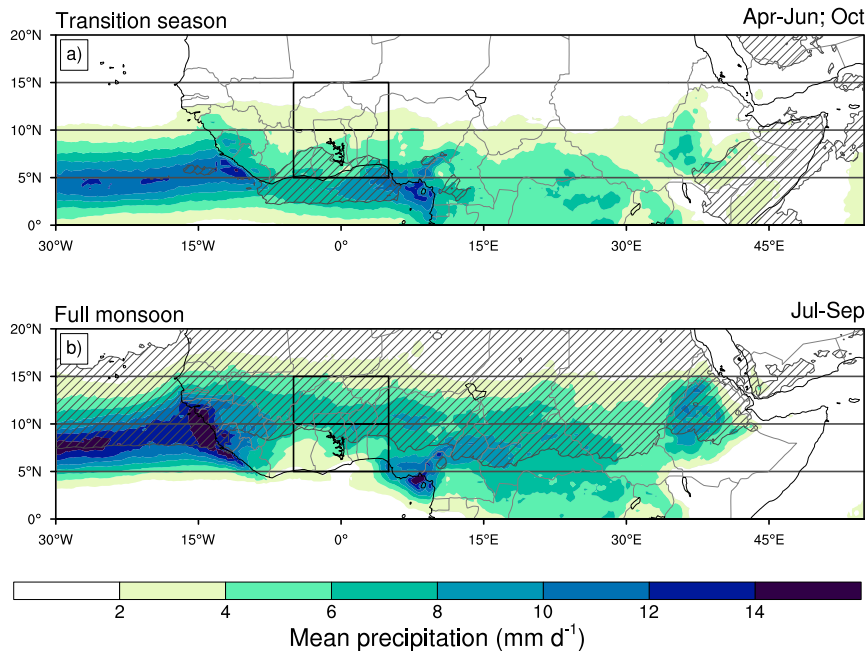 Transition season Apr-Jun; Oct
20°N
a)
15°N
10°N
5°N
0°
30°W 15°W 0° 15°E 30°E 45°E
Full monsoon Jul-Sep
20°N
b)
15°N
10°N
5°N
0°
30°W 15°W 0° 15°E 30°E 45°E
2 4 6 8 10 12 14
Mean precipitation (mm d⁻¹)